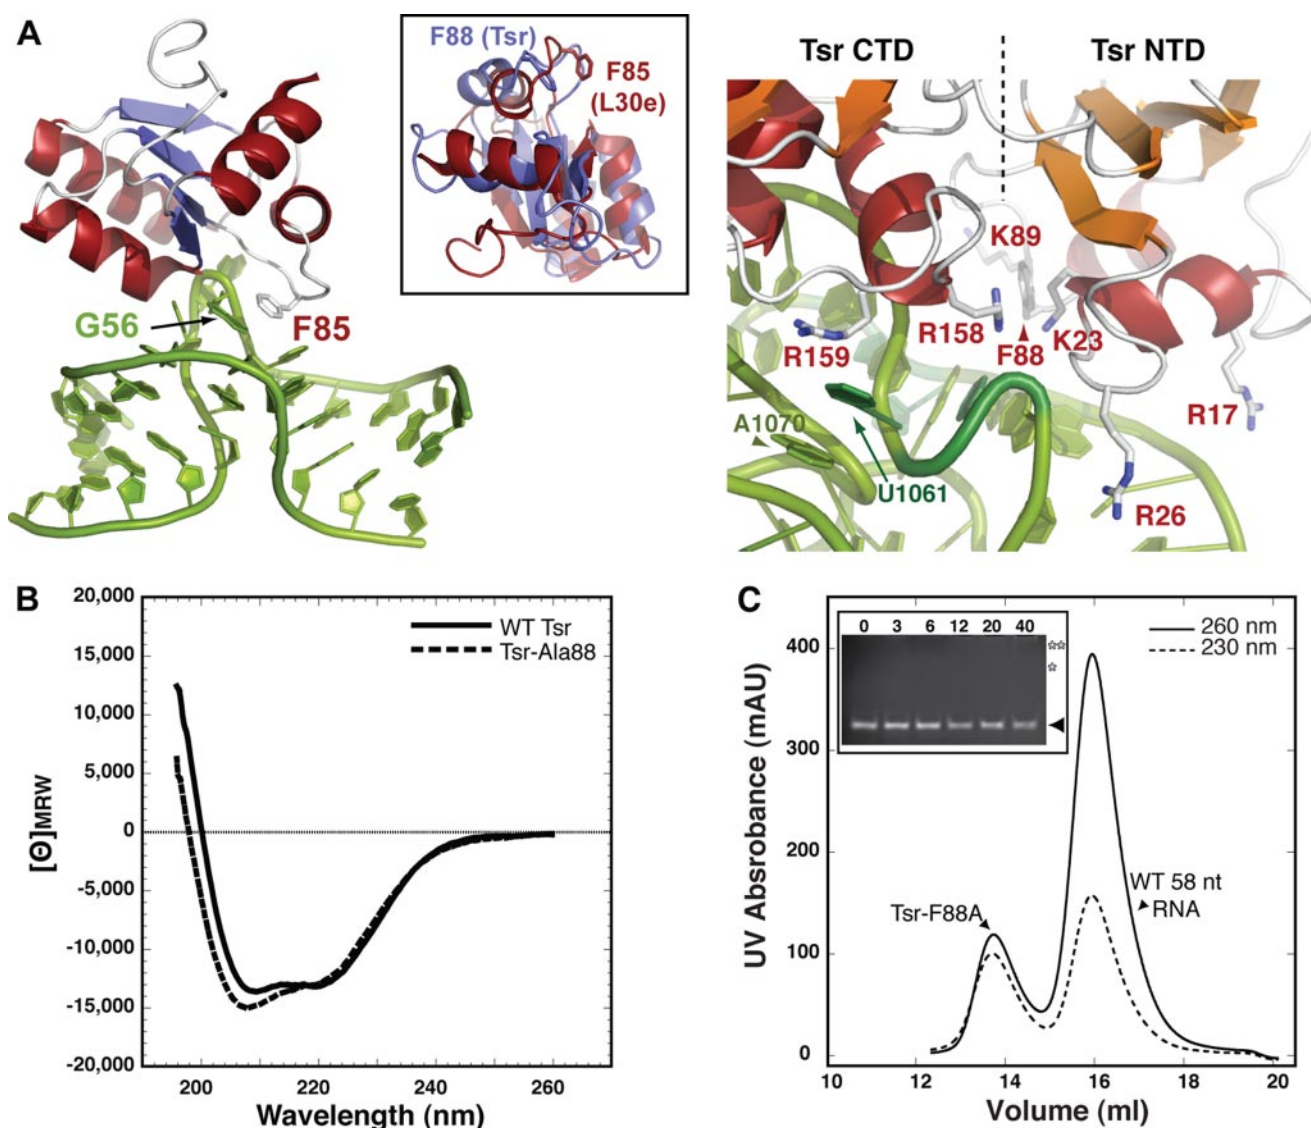 A
F88 (Tsr)
F85
(L30e)
G56
F85
Tsr CTD
Tsr NTD
K89
R158
K23
R159
F88
R17
A1070
U1061
R26
B
20,000
15,000
10,000
5,000
0
-5,000
-10,000
-15,000
-20,000
[Θ]MRW
WT Tsr
Tsr-Ala88
200
220
240
260
Wavelength (nm)
C
0 3 6 12 20 40
☆☆
☆
260 nm
230 nm
400
300
200
100
0
UV Absrobance (mAU)
Tsr-F88A
WT 58 nt
RNA
10
12
14
16
18
20
Volume (ml)